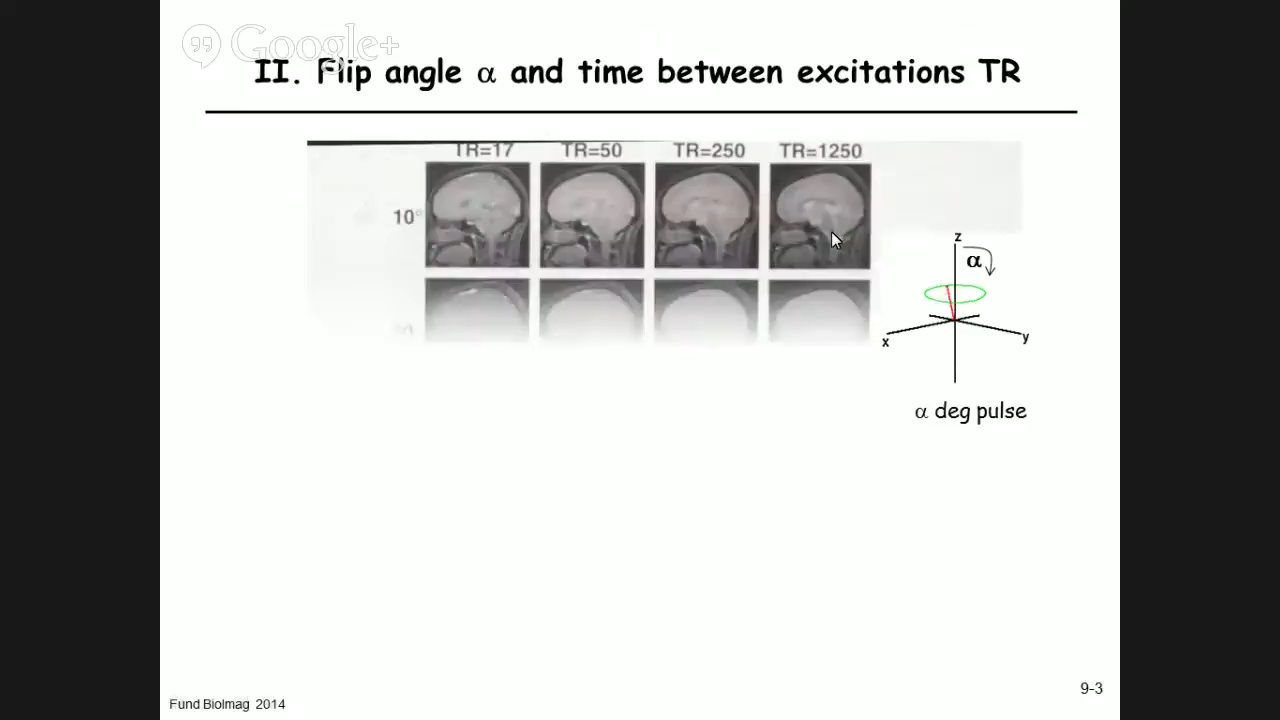 Google+
II. Flip angle α and time between excitations TR
TR=17 TR=50 TR=250 TR=1250
10°
z
α
x
y
α deg pulse
9-3
Fund BioImag 2014